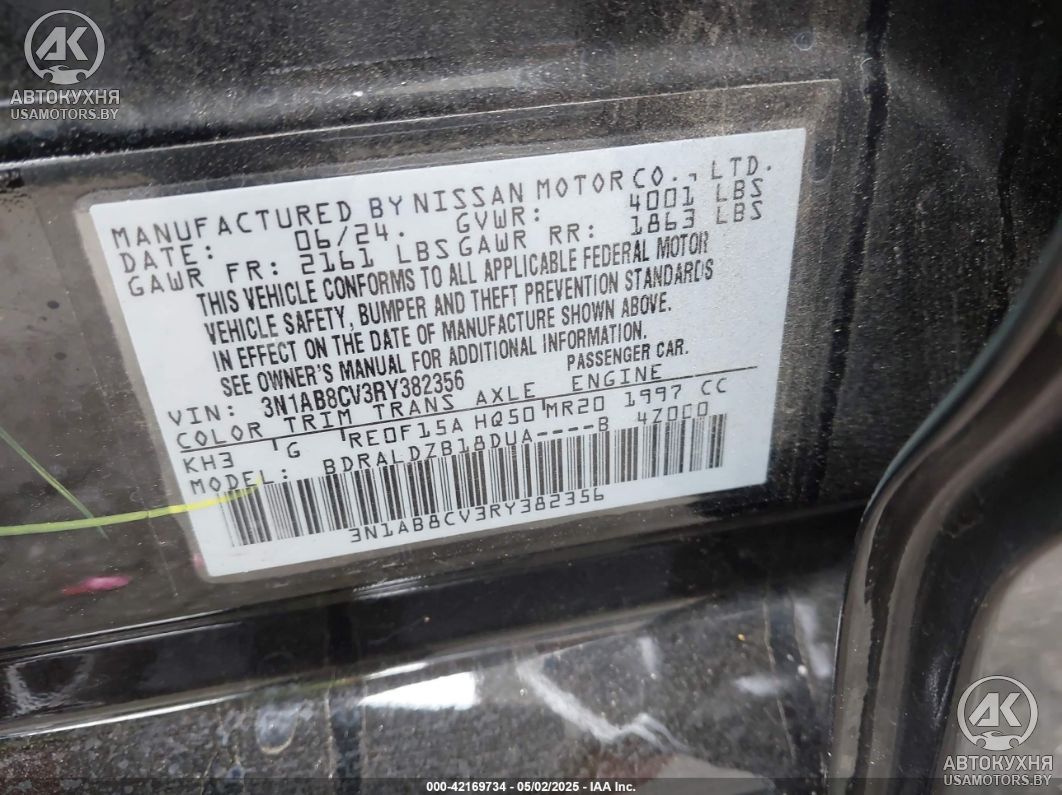 AK
АВТОКУХНЯ
USAMOTORS.BY
MANUFACTURED BY NISSAN MOTOR CO., LTD.
DATE: 06/24. GVWR: 4001 LBS
GAWR FR: 2161 LBS GAWR RR: 1863 LBS
THIS VEHICLE CONFORMS TO ALL APPLICABLE FEDERAL MOTOR
VEHICLE SAFETY, BUMPER AND THEFT PREVENTION STANDARDS
IN EFFECT ON THE DATE OF MANUFACTURE SHOWN ABOVE.
SEE OWNER'S MANUAL FOR ADDITIONAL INFORMATION.
VIN: 3N1AB8CV3RY382356 PASSENGER CAR.
COLOR TRIM TRANS AXLE ENGINE
KH3 G RE0F15A HQ50 MR20 1997 CC
MODEL: BDRALDZB18DUA----B 4Z0C0
3N1AB8CV3RY382356
AK
АВТОКУХНЯ
USAMOTORS.BY
000-42169734 - 05/02/2025 - IAA Inc.